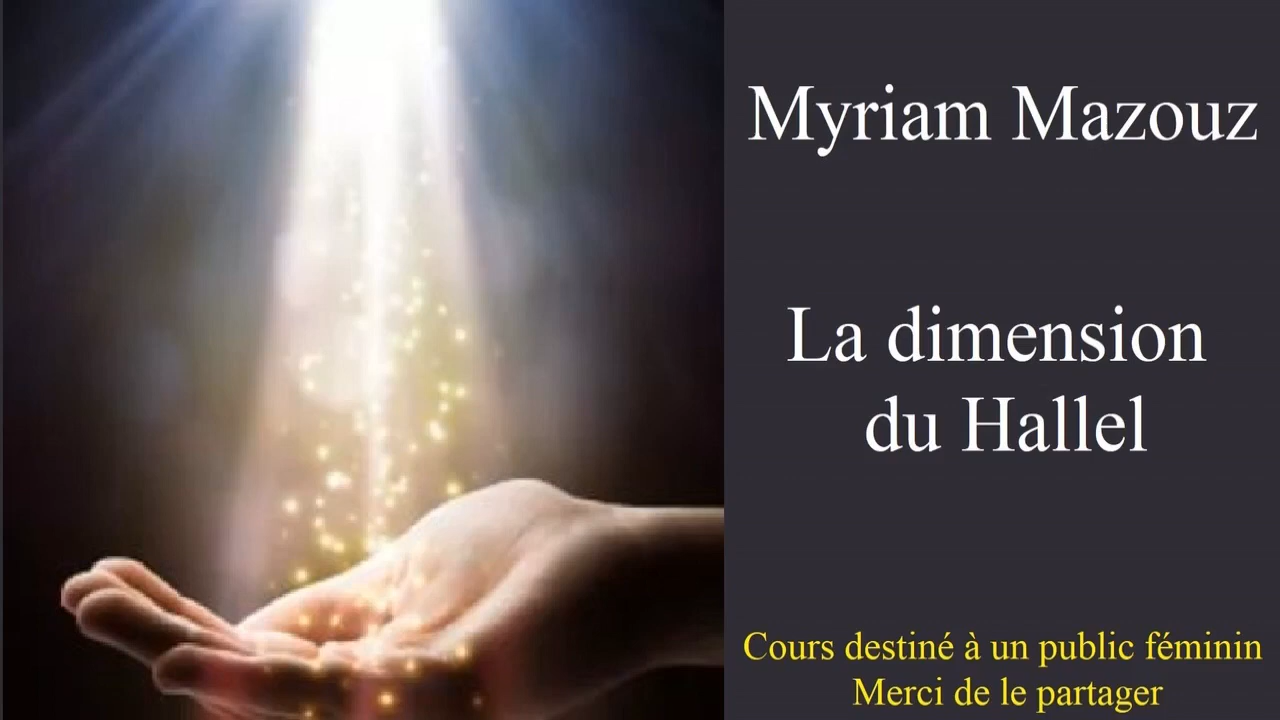 Myriam Mazouz
La dimension
du Hallel
Cours destiné à un public féminin
Merci de le partager